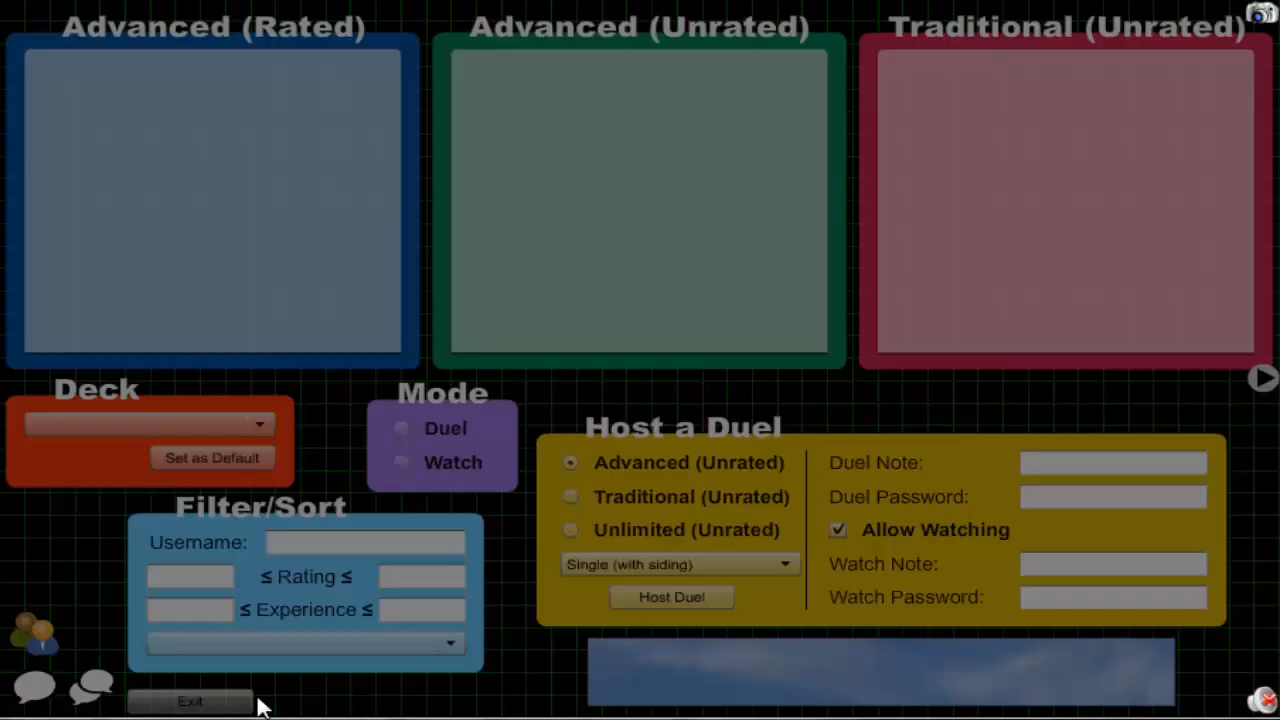 Advanced (Rated)
Advanced (Unrated)
Traditional (Unrated)
Deck
Set as Default
Mode
Duel
Watch
Filter/Sort
Username:
≤ Rating ≤
≤ Experience ≤
Exit
Host a Duel
Advanced (Unrated)
Traditional (Unrated)
Unlimited (Unrated)
Single (with siding)
Host Duel
Duel Note:
Duel Password:
Allow Watching
Watch Note:
Watch Password: